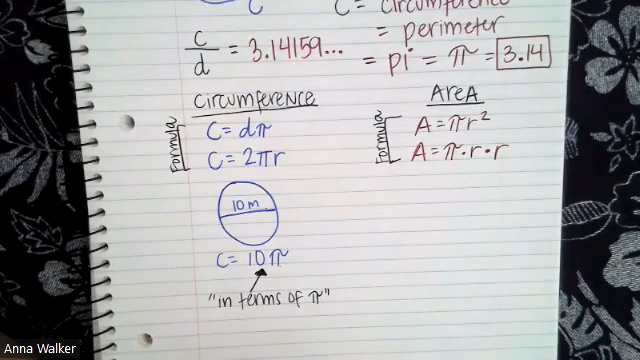 C C = circumference
= perimeter
c/d = 3.14159... = pi = π = 3.14
Circumference
Formula
C = dπ
C = 2πr
AreA
Formula
A = πr²
A = π·r·r
10 m
C = 10π
"in terms of π"
Anna Walker